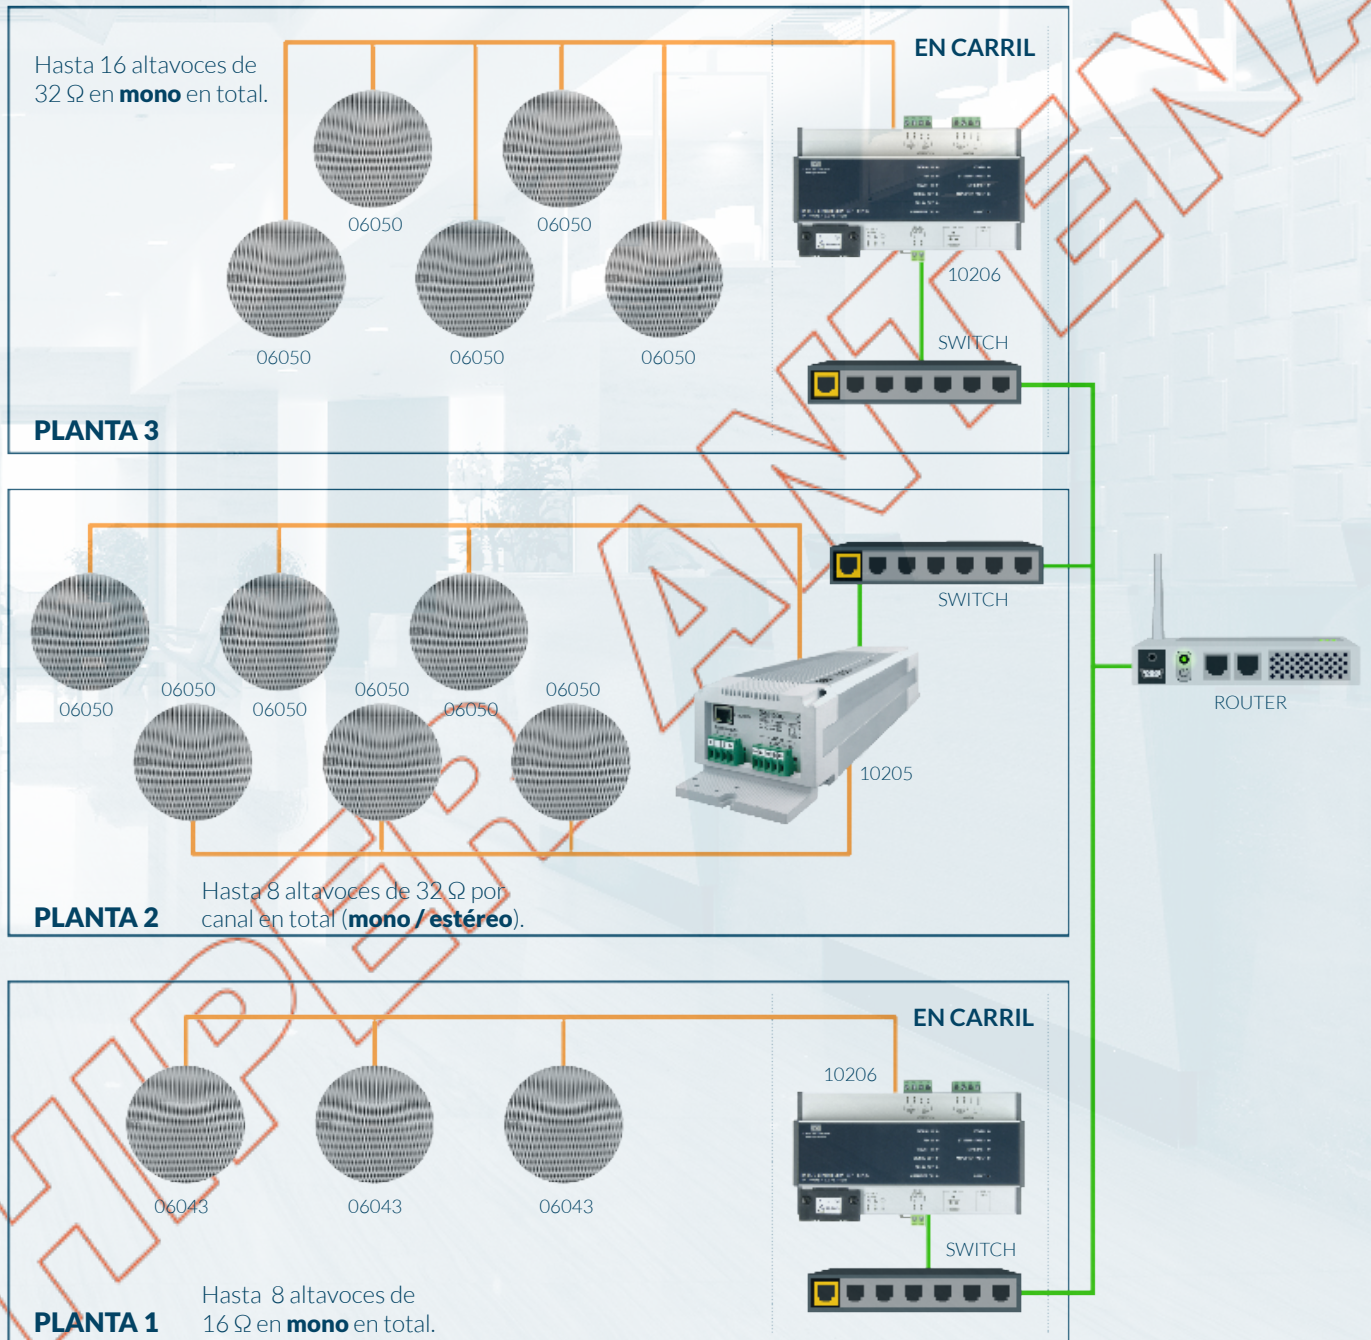 Hasta 16 altavoces de
32 Ω en mono en total.
EN CARRIL
06050
06050
10206
06050
06050
06050
SWITCH
PLANTA 3
SWITCH
06050
06050
06050
06050
06050
06050
ROUTER
10205
Hasta 8 altavoces de 32 Ω por
canal en total (mono / estéreo).
PLANTA 2
EN CARRIL
10206
06043
06043
06043
SWITCH
Hasta 8 altavoces de
16 Ω en mono en total.
PLANTA 1
HIPER ANTENA